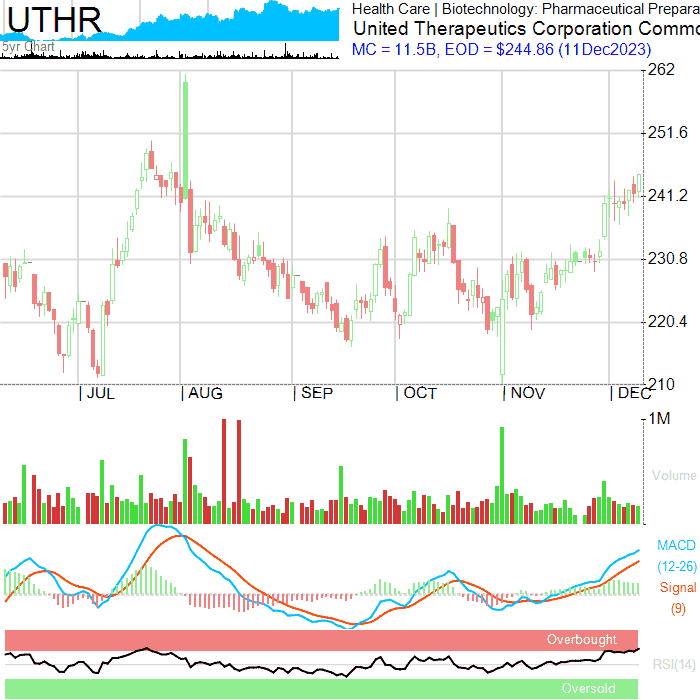 UTHR
5yr Chart
Health Care | Biotechnology: Pharmaceutical Prepara
United Therapeutics Corporation Commo
MC = 11.5B, EOD = $244.86 (11Dec2023)
262
251.6
241.2
230.8
220.4
210
JUL AUG SEP OCT NOV DEC
1M
Volume
MACD
(12-26)
Signal
(9)
Overbought
RSI(14)
Oversold